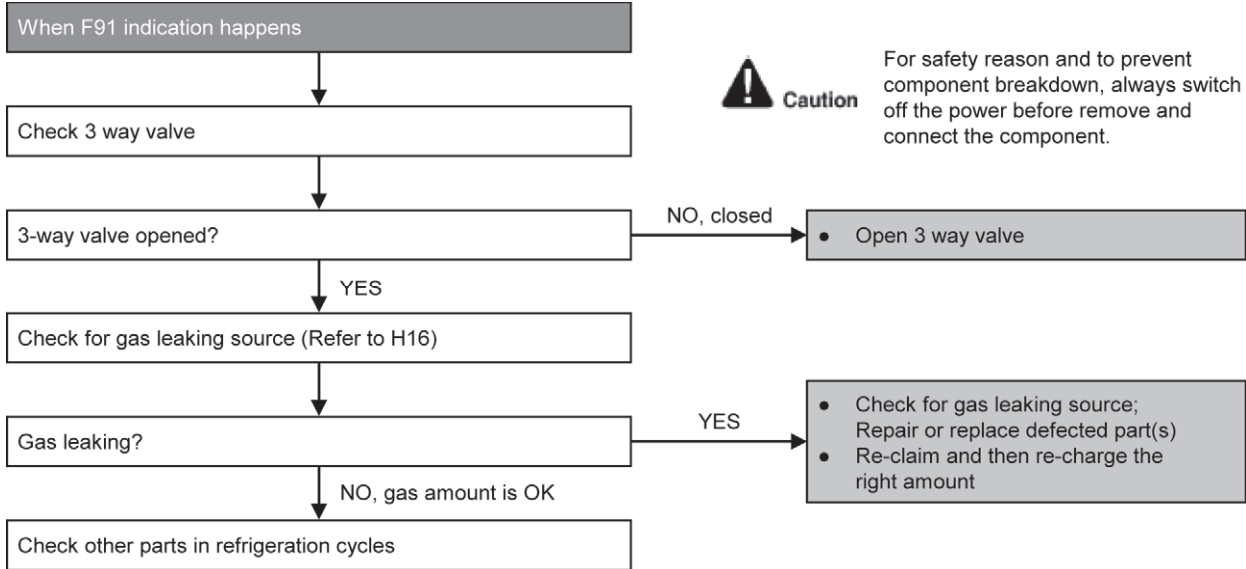 When F91 indication happens
Caution
For safety reason and to prevent
component breakdown, always switch
off the power before remove and
connect the component.
Check 3 way valve
3-way valve opened?
NO, closed
● Open 3 way valve
YES
Check for gas leaking source (Refer to H16)
Gas leaking?
YES
● Check for gas leaking source;
Repair or replace defected part(s)
● Re-claim and then re-charge the
right amount
NO, gas amount is OK
Check other parts in refrigeration cycles